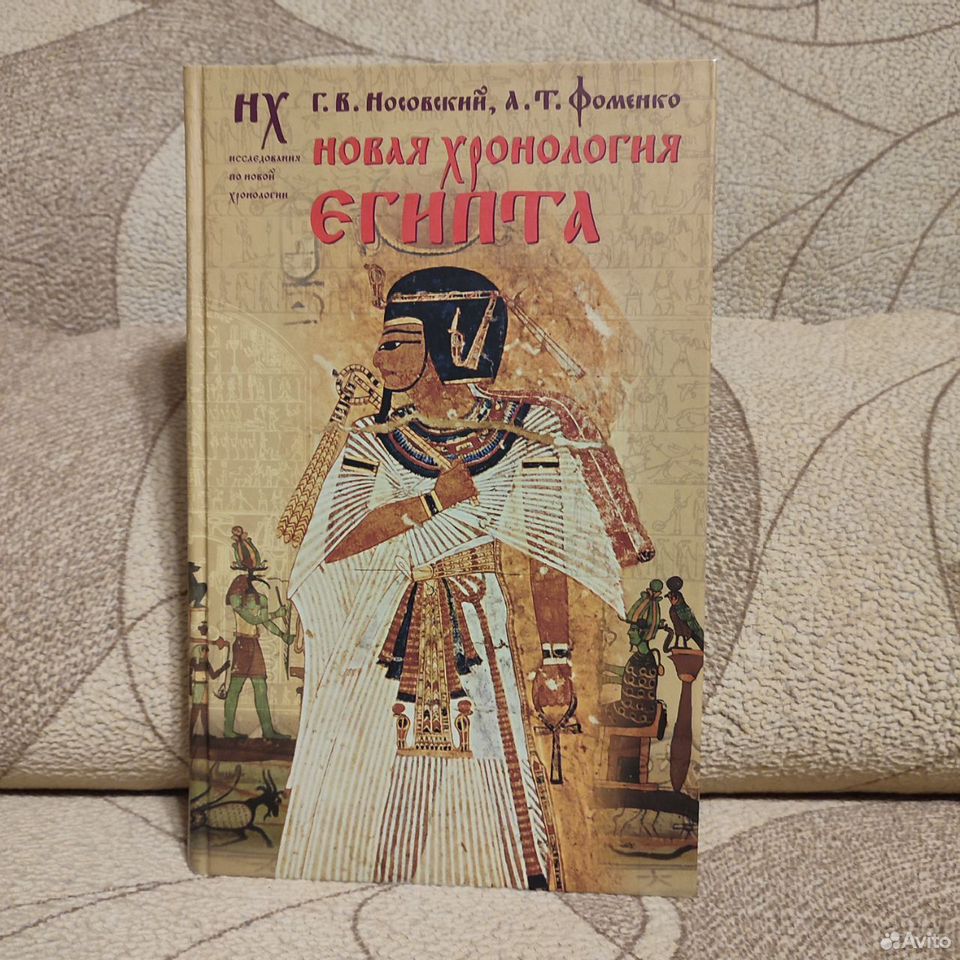 Г. В. Носовский, А. Т. Фоменко
НХ
исследования
по новой
хронологии
НОВАЯ ХРОНОЛОГИЯ
ЕГИПТА
Avito